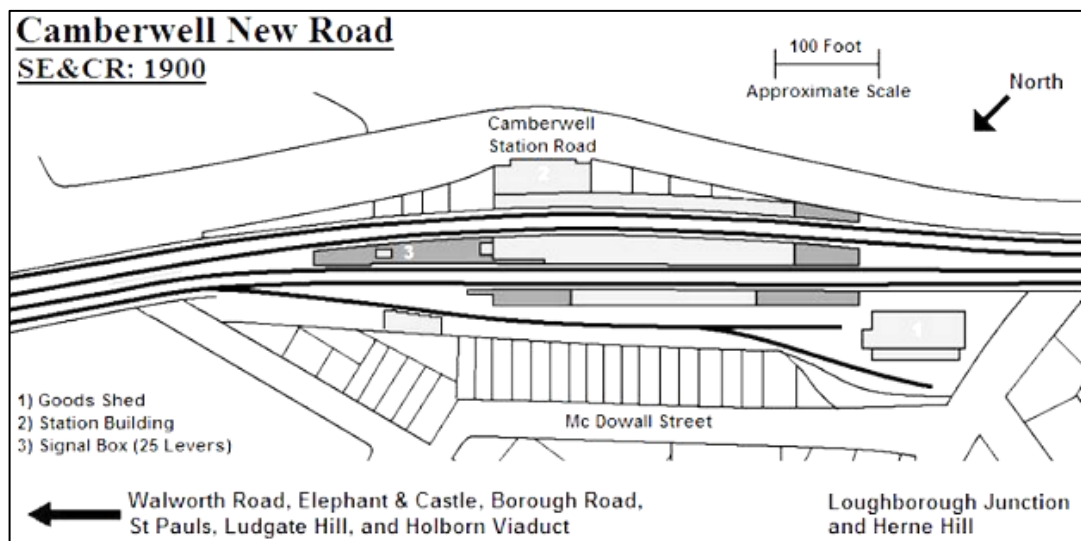 Camberwell New Road
SE&CR: 1900
100 Foot
Approximate Scale
North
Camberwell
Station Road
2
3
1
1) Goods Shed
2) Station Building
3) Signal Box (25 Levers)
Mc Dowall Street
Walworth Road, Elephant & Castle, Borough Road,
St Pauls, Ludgate Hill, and Holborn Viaduct
Loughborough Junction
and Herne Hill